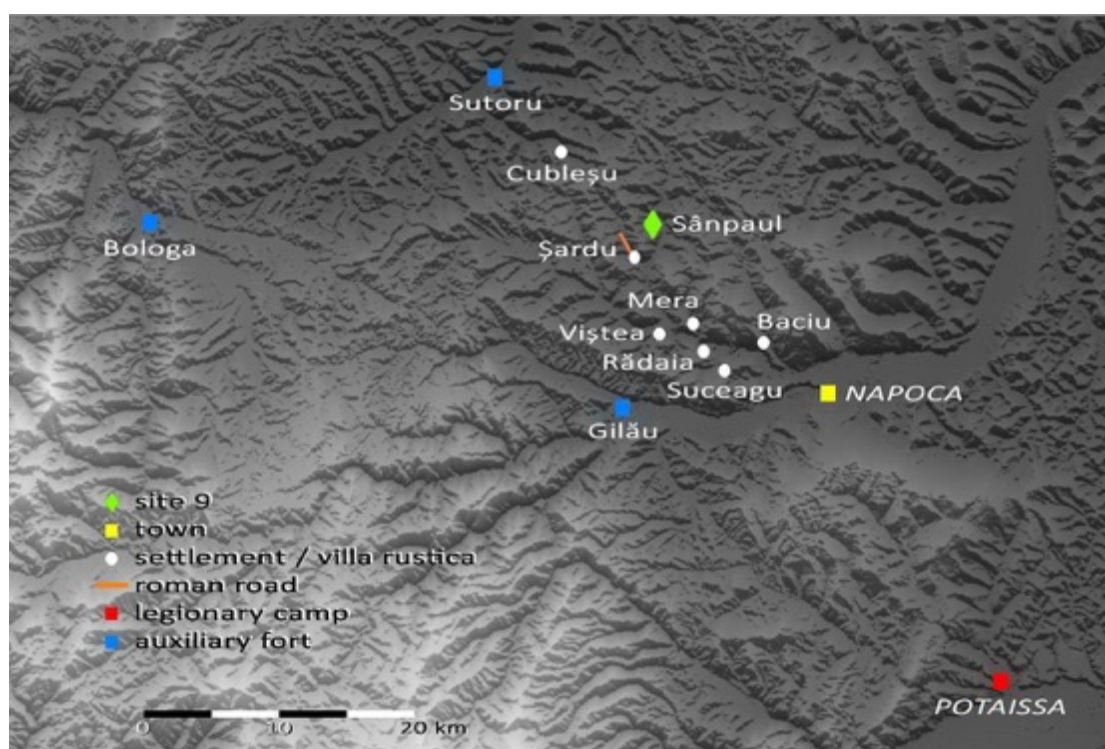 Sutoru
Cubleșu
Sânpaul
Bologa
Șardu
Mera
Baciu
Viștea
Rădaia
Suceagu
NAPOCA
Gilău
site 9
town
settlement / villa rustica
roman road
legionary camp
auxiliary fort
POTAISSA
0 10 20 km